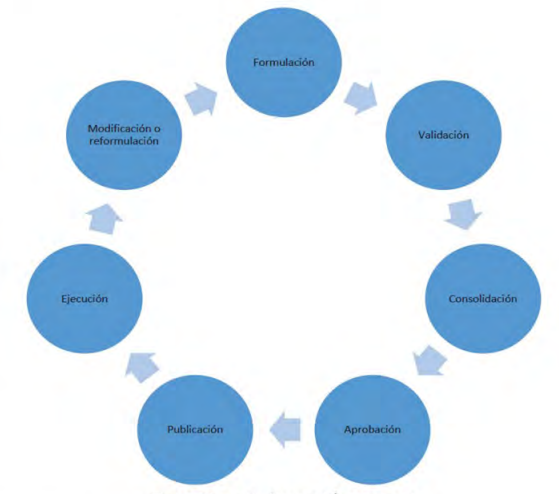 Formulación
Validación
Consolidación
Aprobación
Publicación
Ejecución
Modificación o
reformulación